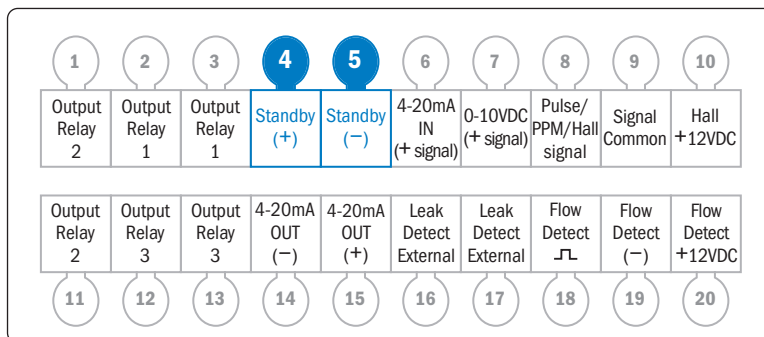 1 2 3 4 5 6 7 8 9 10
Output Relay 2
Output Relay 1
Output Relay 1
Standby (+)
Standby (−)
4-20mA IN (+ signal)
0-10VDC (+ signal)
Pulse/ PPM/Hall signal
Signal Common
Hall +12VDC
Output Relay 2
Output Relay 3
Output Relay 3
4-20mA OUT (−)
4-20mA OUT (+)
Leak Detect External
Leak Detect External
Flow Detect
Flow Detect (−)
Flow Detect +12VDC
11 12 13 14 15 16 17 18 19 20